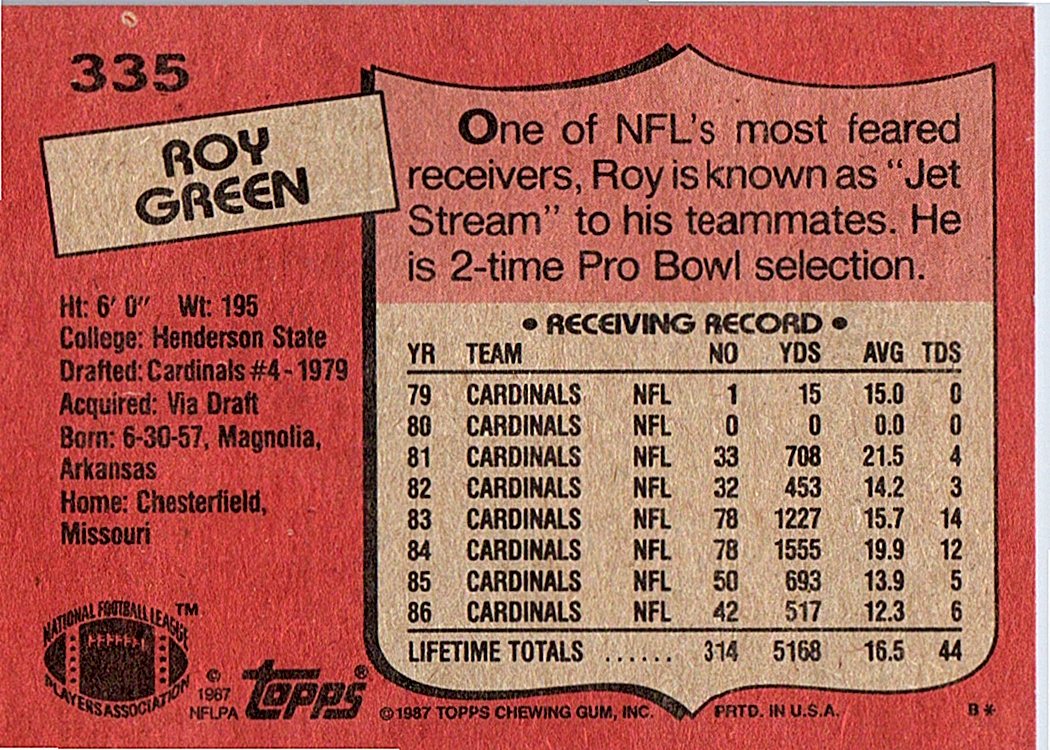 335
ROY
GREEN
One of NFL's most feared
receivers, Roy is known as "Jet
Stream" to his teammates. He
is 2-time Pro Bowl selection.
Ht: 6' 0" Wt: 195
College: Henderson State
Drafted: Cardinals #4 - 1979
Acquired: Via Draft
Born: 6-30-57, Magnolia,
Arkansas
Home: Chesterfield,
Missouri
• RECEIVING RECORD •
YR TEAM NO YDS AVG TDS
79 CARDINALS NFL 1 15 15.0 0
80 CARDINALS NFL 0 0 0.0 0
81 CARDINALS NFL 33 708 21.5 4
82 CARDINALS NFL 32 453 14.2 3
83 CARDINALS NFL 78 1227 15.7 14
84 CARDINALS NFL 78 1555 19.9 12
85 CARDINALS NFL 50 693 13.9 5
86 CARDINALS NFL 42 517 12.3 6
LIFETIME TOTALS ...... 314 5168 16.5 44
NATIONAL FOOTBALL LEAGUE ™
PLAYERS ASSOCIATION
© 1987
NFLPA
topps ®
© 1987 TOPPS CHEWING GUM, INC. PRTD. IN U.S.A. B*